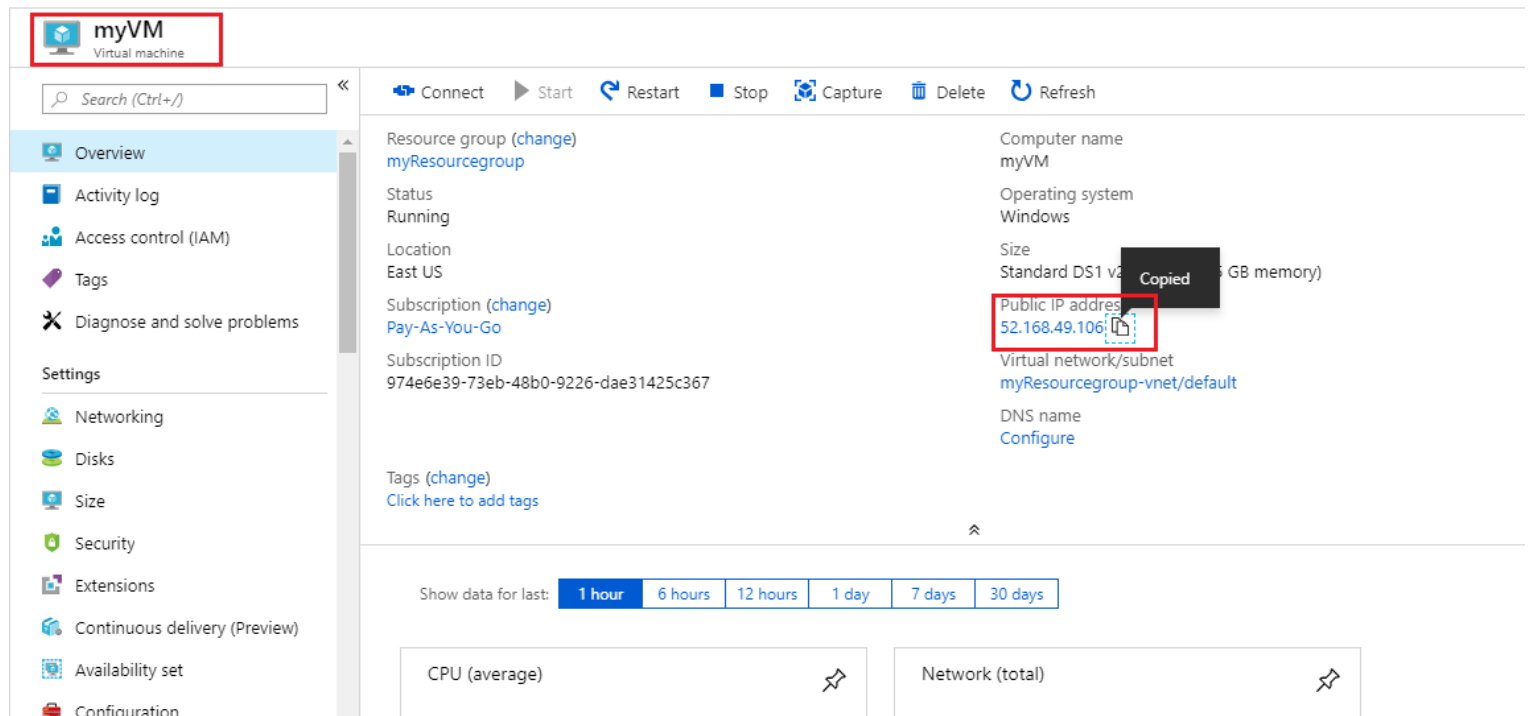 myVM
Virtual machine
Search (Ctrl+/)
«
Overview
Activity log
Access control (IAM)
Tags
Diagnose and solve problems
Settings
Networking
Disks
Size
Security
Extensions
Continuous delivery (Preview)
Availability set
Configuration
Connect Start Restart Stop Capture Delete Refresh
Resource group (change)
myResourcegroup
Status
Running
Location
East US
Subscription (change)
Pay-As-You-Go
Subscription ID
974e6e39-73eb-48b0-9226-dae31425c367
Computer name
myVM
Operating system
Windows
Size
Standard DS1 GB memory)
Copied
Public IP
52.168.49.106
Virtual network/subnet
myResourcegroup-vnet/default
DNS name
Configure
Tags (change)
Click here to add tags
Show data for last: 1 hour 6 hours 12 hours 1 day 7 days 30 days
CPU (average)
Network (total)